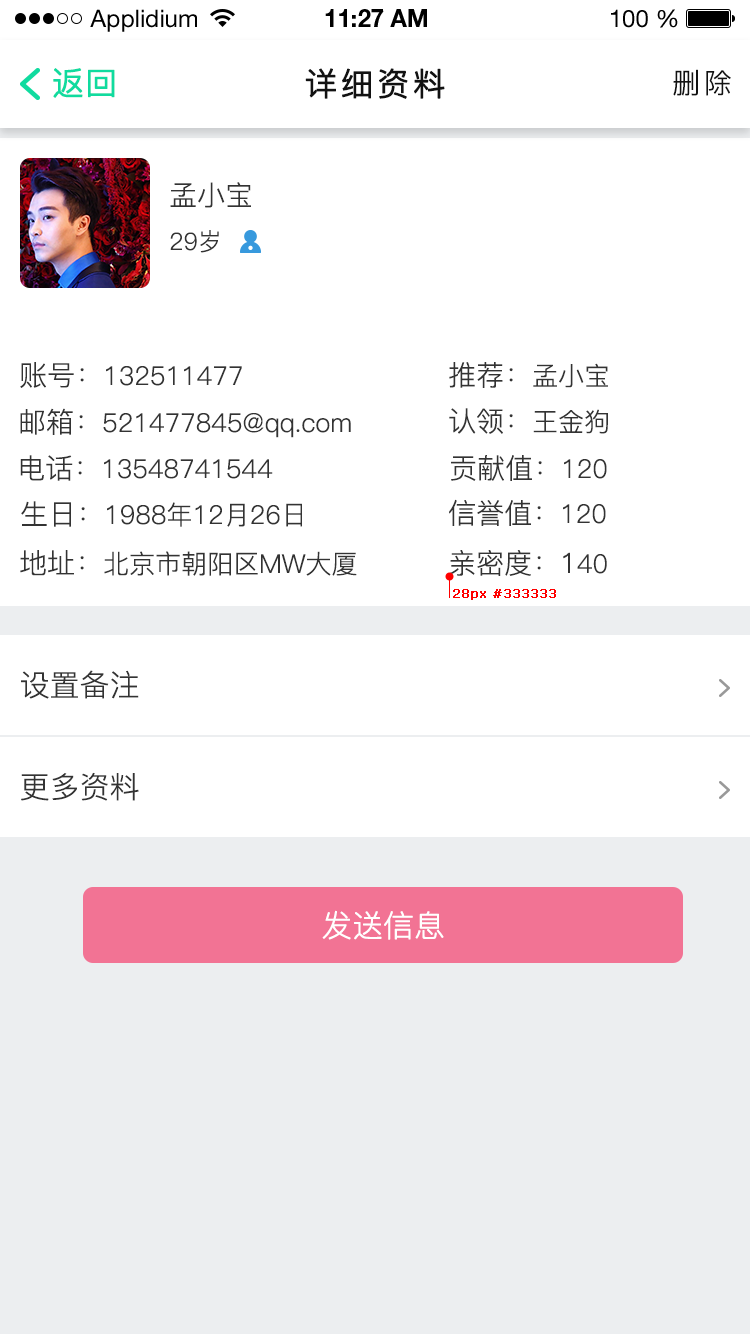 Applidium 11:27 AM 100 %
返回 详细资料 删除
孟小宝
29岁
账号：132511477 推荐：孟小宝
邮箱：521477845@qq.com 认领：王金狗
电话：13548741544 贡献值：120
生日：1988年12月26日 信誉值：120
地址：北京市朝阳区MW大厦 亲密度：140
28px #333333
设置备注
更多资料
发送信息